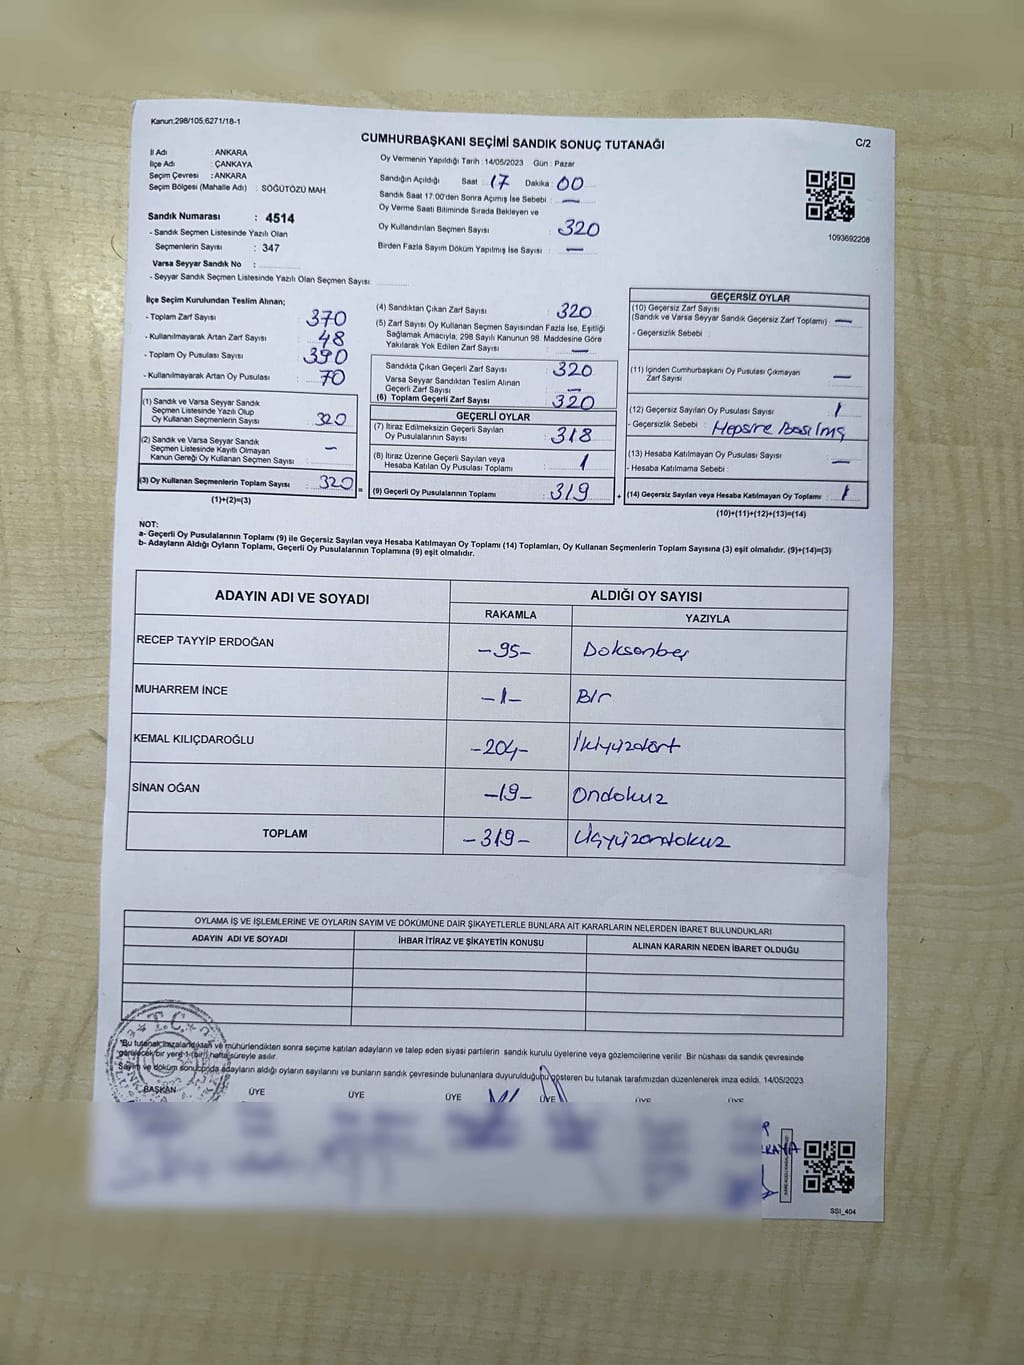 Kanun:298/105;6271/18-1
CUMHURBAŞKANI SEÇİMİ SANDIK SONUÇ TUTANAĞI
C/2
İl Adı : ANKARA
İlçe Adı : ÇANKAYA
Seçim Çevresi : ANKARA
Seçim Bölgesi (Mahalle Adı) : SÖĞÜTÖZÜ MAH.
Sandık Numarası : 4514
- Sandık Seçmen Listesinde Yazılı Olan
Seçmenlerin Sayısı : 347
Varsa Seyyar Sandık No :
- Seyyar Sandık Seçmen Listesinde Yazılı Olan Seçmen Sayısı:
Oy Vermenin Yapıldığı Tarih : 14/05/2023 Gün : Pazar
Sandığın Açıldığı Saat : 17 Dakika : 00
Sandık Saat 17:00'den Sonra Açımış İse Sebebi : —
Oy Verme Saati Bitiminde Sırada Bekleyen ve
Oy Kullandırılan Seçmen Sayısı : 320
Birden Fazla Sayım Döküm Yapılmış İse Sayısı : —
1093692208
İlçe Seçim Kurulundan Teslim Alınan;
- Toplam Zarf Sayısı : 370
- Kullanılmayarak Artan Zarf Sayısı : 48
- Toplam Oy Pusulası Sayısı : 390
- Kullanılmayarak Artan Oy Pusulası : 70
(1) Sandık ve Varsa Seyyar Sandık
Seçmen Listesinde Yazılı Olup
Oy Kullanan Seçmenlerin Sayısı : 320
(2) Sandık ve Varsa Seyyar Sandık
Seçmen Listesinde Kayıtlı Olmayan
Kanun Gereği Oy Kullanan Seçmen Sayısı : —
(3) Oy Kullanan Seçmenlerin Toplam Sayısı : 320
(1)+(2)=(3)
=
(4) Sandıktan Çıkan Zarf Sayısı : 320
(5) Zarf Sayısı Oy Kullanan Seçmen Sayısından Fazla İse, Eşitliği
Sağlamak Amacıyla; 298 Sayılı Kanunun 98. Maddesine Göre
Yakılarak Yok Edilen Zarf Sayısı : —
Sandıkta Çıkan Geçerli Zarf Sayısı : 320
Varsa Seyyar Sandıktan Teslim Alınan
Geçerli Zarf Sayısı : —
(6) Toplam Geçerli Zarf Sayısı : 320
GEÇERLİ OYLAR
(7) İtiraz Edilmeksizin Geçerli Sayılan
Oy Pusulalarının Sayısı : 318
(8) İtiraz Üzerine Geçerli Sayılan veya
Hesaba Katılan Oy Pusulası Toplamı : 1
(9) Geçerli Oy Pusulalarının Toplamı : 319
+
GEÇERSİZ OYLAR
(10) Geçersiz Zarf Sayısı
(Sandık ve Varsa Seyyar Sandık Geçersiz Zarf Toplamı) : —
- Geçersizlik Sebebi :
(11) İçinden Cumhurbaşkanı Oy Pusulası Çıkmayan
Zarf Sayısı : —
(12) Geçersiz Sayılan Oy Pusulası Sayısı : 1
- Geçersizlik Sebebi : Hepsine Basılmış
(13) Hesaba Katılmayan Oy Pusulası Sayısı : —
- Hesaba Katılmama Sebebi :
(14) Geçersiz Sayılan veya Hesaba Katılmayan Oy Toplamı : 1
(10)+(11)+(12)+(13)=(14)
NOT:
a- Geçerli Oy Pusulalarının Toplamı (9) ile Geçersiz Sayılan veya Hesaba Katılmayan Oy Toplamı (14) Toplamları, Oy Kullanan Seçmenlerin Toplam Sayısına (3) eşit olmalıdır. (9)+(14)=(3)
b- Adayların Aldığı Oyların Toplamı, Geçerli Oy Pusulalarının Toplamına (9) eşit olmalıdır.
ADAYIN ADI VE SOYADI ALDIĞI OY SAYISI
RAKAMLA YAZIYLA
RECEP TAYYİP ERDOĞAN -95- Doksanbeş
MUHARREM İNCE -1- Bir
KEMAL KILIÇDAROĞLU -204- İkiyüzdört
SİNAN OĞAN -19- Ondokuz
TOPLAM -319- Üçyüzondokuz
OYLAMA İŞ VE İŞLEMLERİNE VE OYLARIN SAYIM VE DÖKÜMÜNE DAİR ŞİKAYETLERLE BUNLARA AİT KARARLARIN NELERDEN İBARET BULUNDUKLARI
ADAYIN ADI VE SOYADI İHBAR İTİRAZ VE ŞİKAYETİN KONUSU ALINAN KARARIN NEDEN İBARET OLDUĞU
T.C.
"Bu tutanak imzalandıktan ve mühürlendikten sonra seçime katılan adayların ve talep eden siyasi partilerin sandık kurulu üyelerine veya gözlemcilerine verilir. Bir nüshası da sandık çevresinde
görülecek bir yere 1 (bir) hafta süreyle asılır.
Sayım ve döküm sonucunda adayların aldığı oyların sayılarını ve bunların sandık çevresinde bulunanlara duyurulduğunu gösteren bu tutanak tarafımızdan düzenlenerek imza edildi. 14/05/2023
BAŞKAN ÜYE ÜYE ÜYE ÜYE ÜYE ÜYE
SSI_404